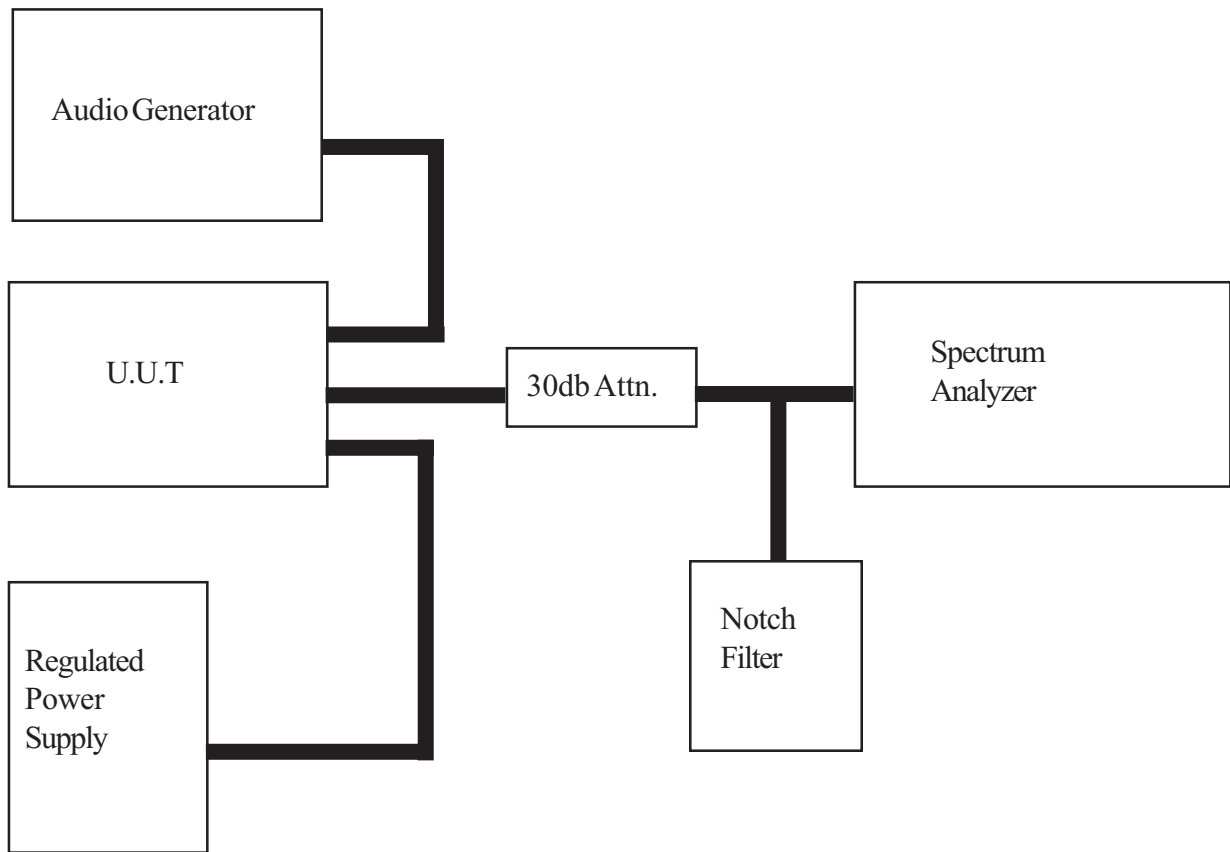 Audio Generator
U.U.T
30db Attn.
Spectrum
Analyzer
Notch
Filter
Regulated
Power
Supply